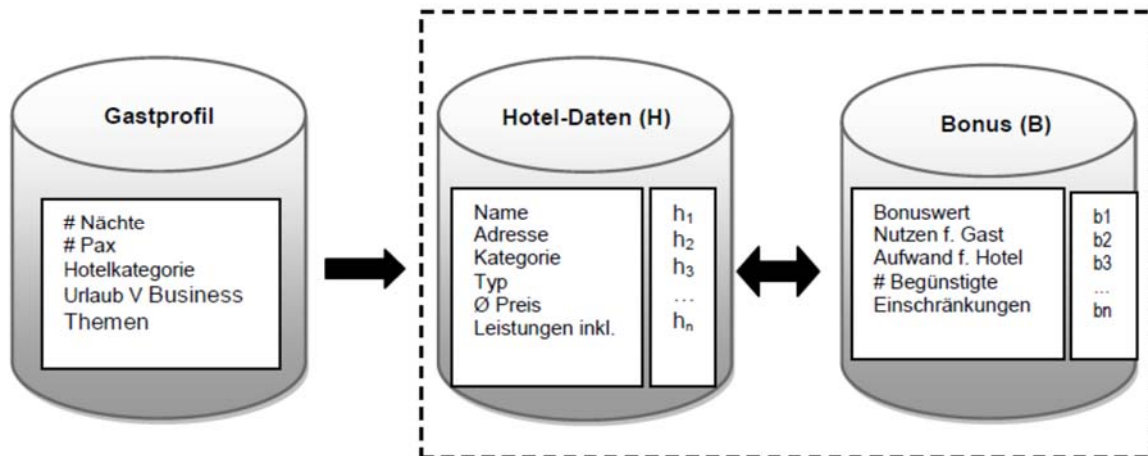 Gastprofil
# Nächte
# Pax
Hotelkategorie
Urlaub V Business
Themen
Hotel-Daten (H)
Name
Adresse
Kategorie
Typ
Ø Preis
Leistungen inkl.
h₁
h₂
h₃
...
hₙ
Bonus (B)
Bonuswert
Nutzen f. Gast
Aufwand f. Hotel
# Begünstigte
Einschränkungen
b1
b2
b3
...
bn